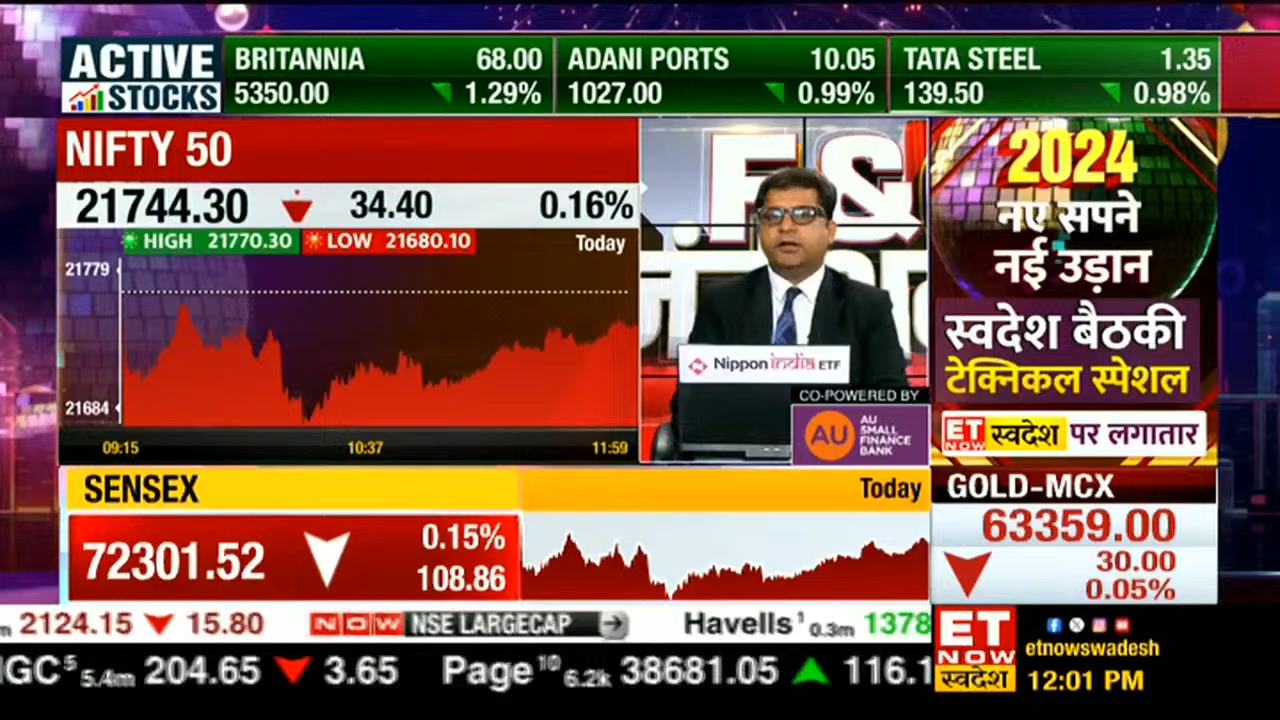 ACTIVE STOCKS
BRITANNIA 68.00
5350.00 1.29%
ADANI PORTS 10.05
1027.00 0.99%
TATA STEEL 1.35
139.50 0.98%
NIFTY 50
21744.30 34.40 0.16%
HIGH 21770.30 LOW 21680.10 Today
21779
21684
09:15 10:37 11:59
F&
Nippon india ETF
CO-POWERED BY
AU
AU
SMALL
FINANCE
BANK
2024
नए सपने
नई उड़ान
स्वदेश बैठकी
टेक्निकल स्पेशल
ET NOW स्वदेश पर लगातार
SENSEX Today
72301.52 0.15%
108.86
GOLD-MCX
63359.00
30.00
0.05%
2124.15 15.80 NOW NSE LARGECAP Havells 1 0.3m 1378
GC 5 5.4m 204.65 3.65 Page 10 6.2k 38681.05 116.1
ET
NOW
स्वदेश
etnowswadesh
12:01 PM